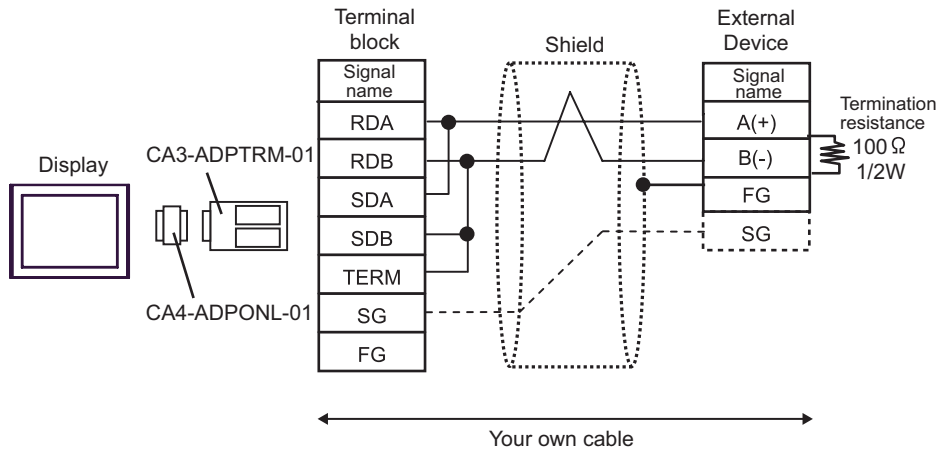 Terminal
block
Shield
External
Device
Signal
name
RDA
RDB
SDA
SDB
TERM
SG
FG
Signal
name
A(+)
B(-)
FG
SG
Termination
resistance
100 Ω
1/2W
Display
CA3-ADPTRM-01
CA4-ADPONL-01
Your own cable